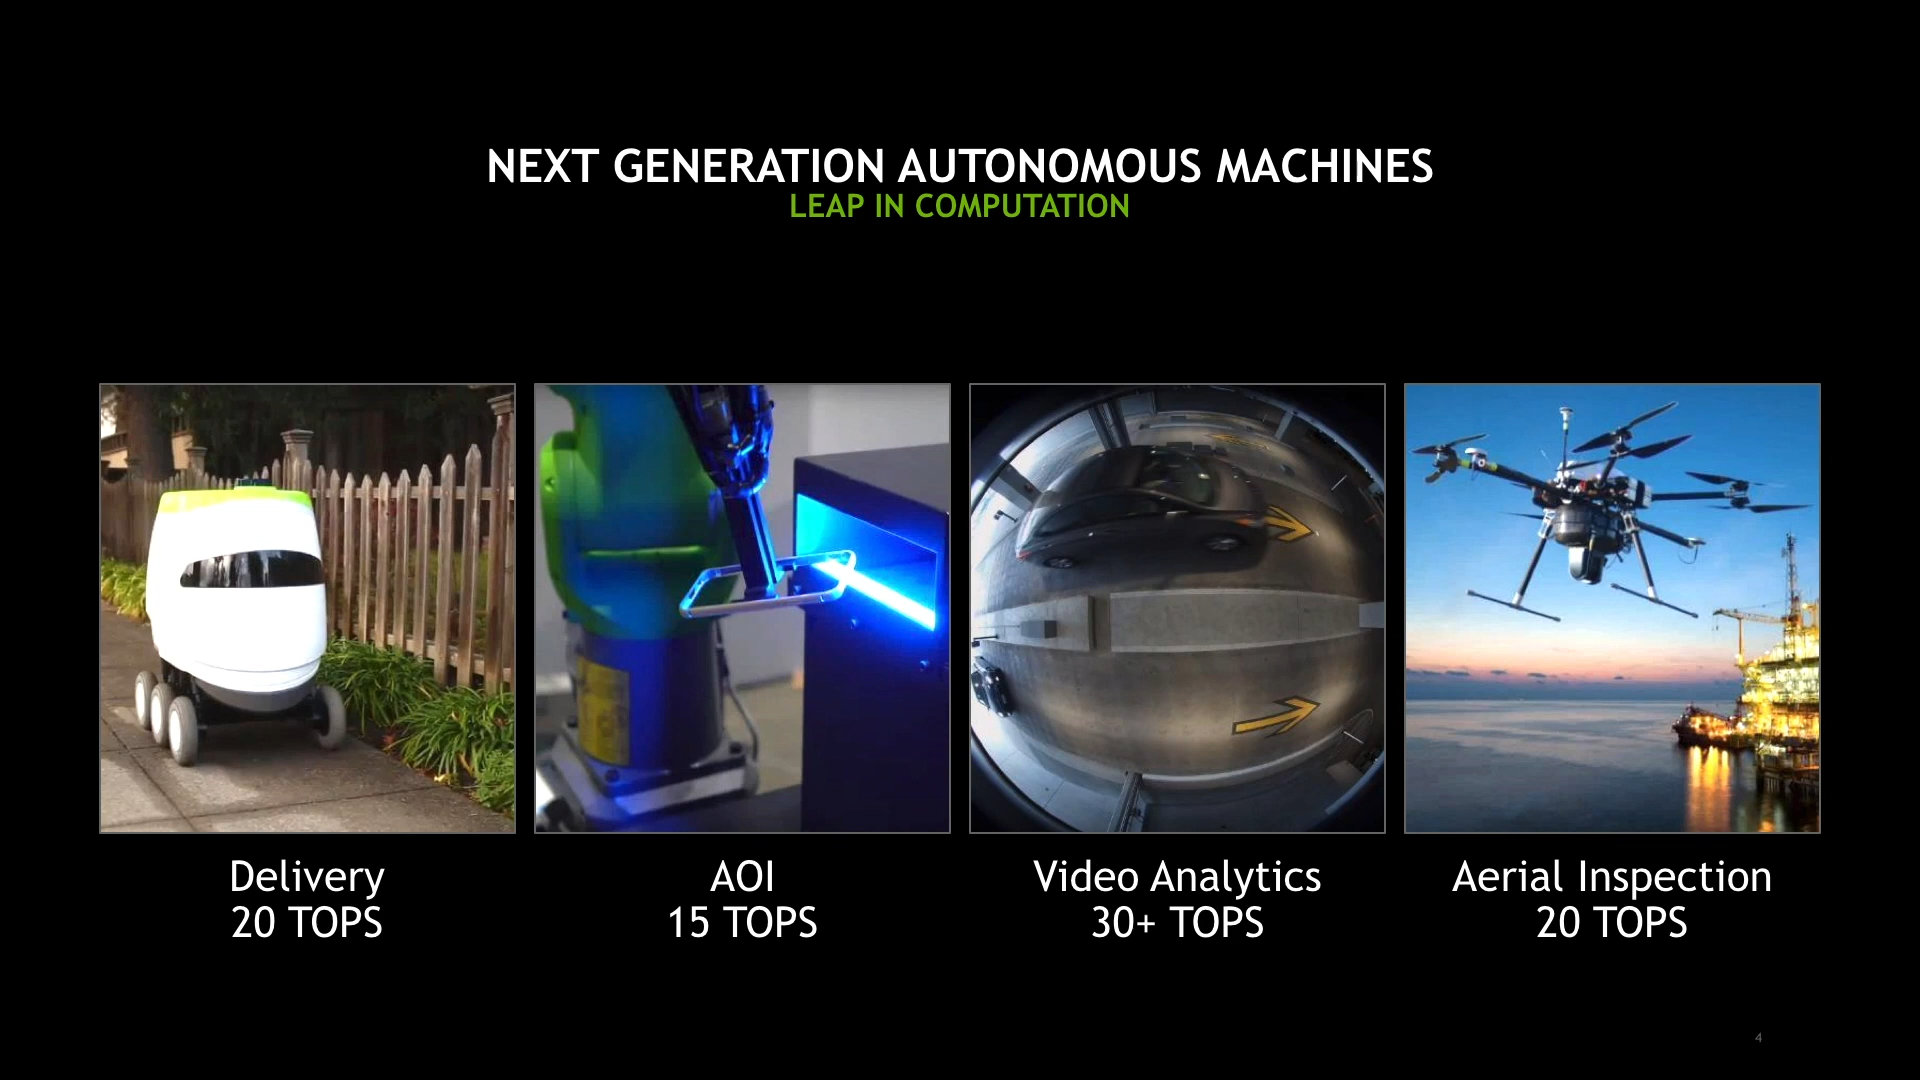 NEXT GENERATION AUTONOMOUS MACHINES
LEAP IN COMPUTATION
Delivery
20 TOPS
AOI
15 TOPS
Video Analytics
30+ TOPS
Aerial Inspection
20 TOPS
4